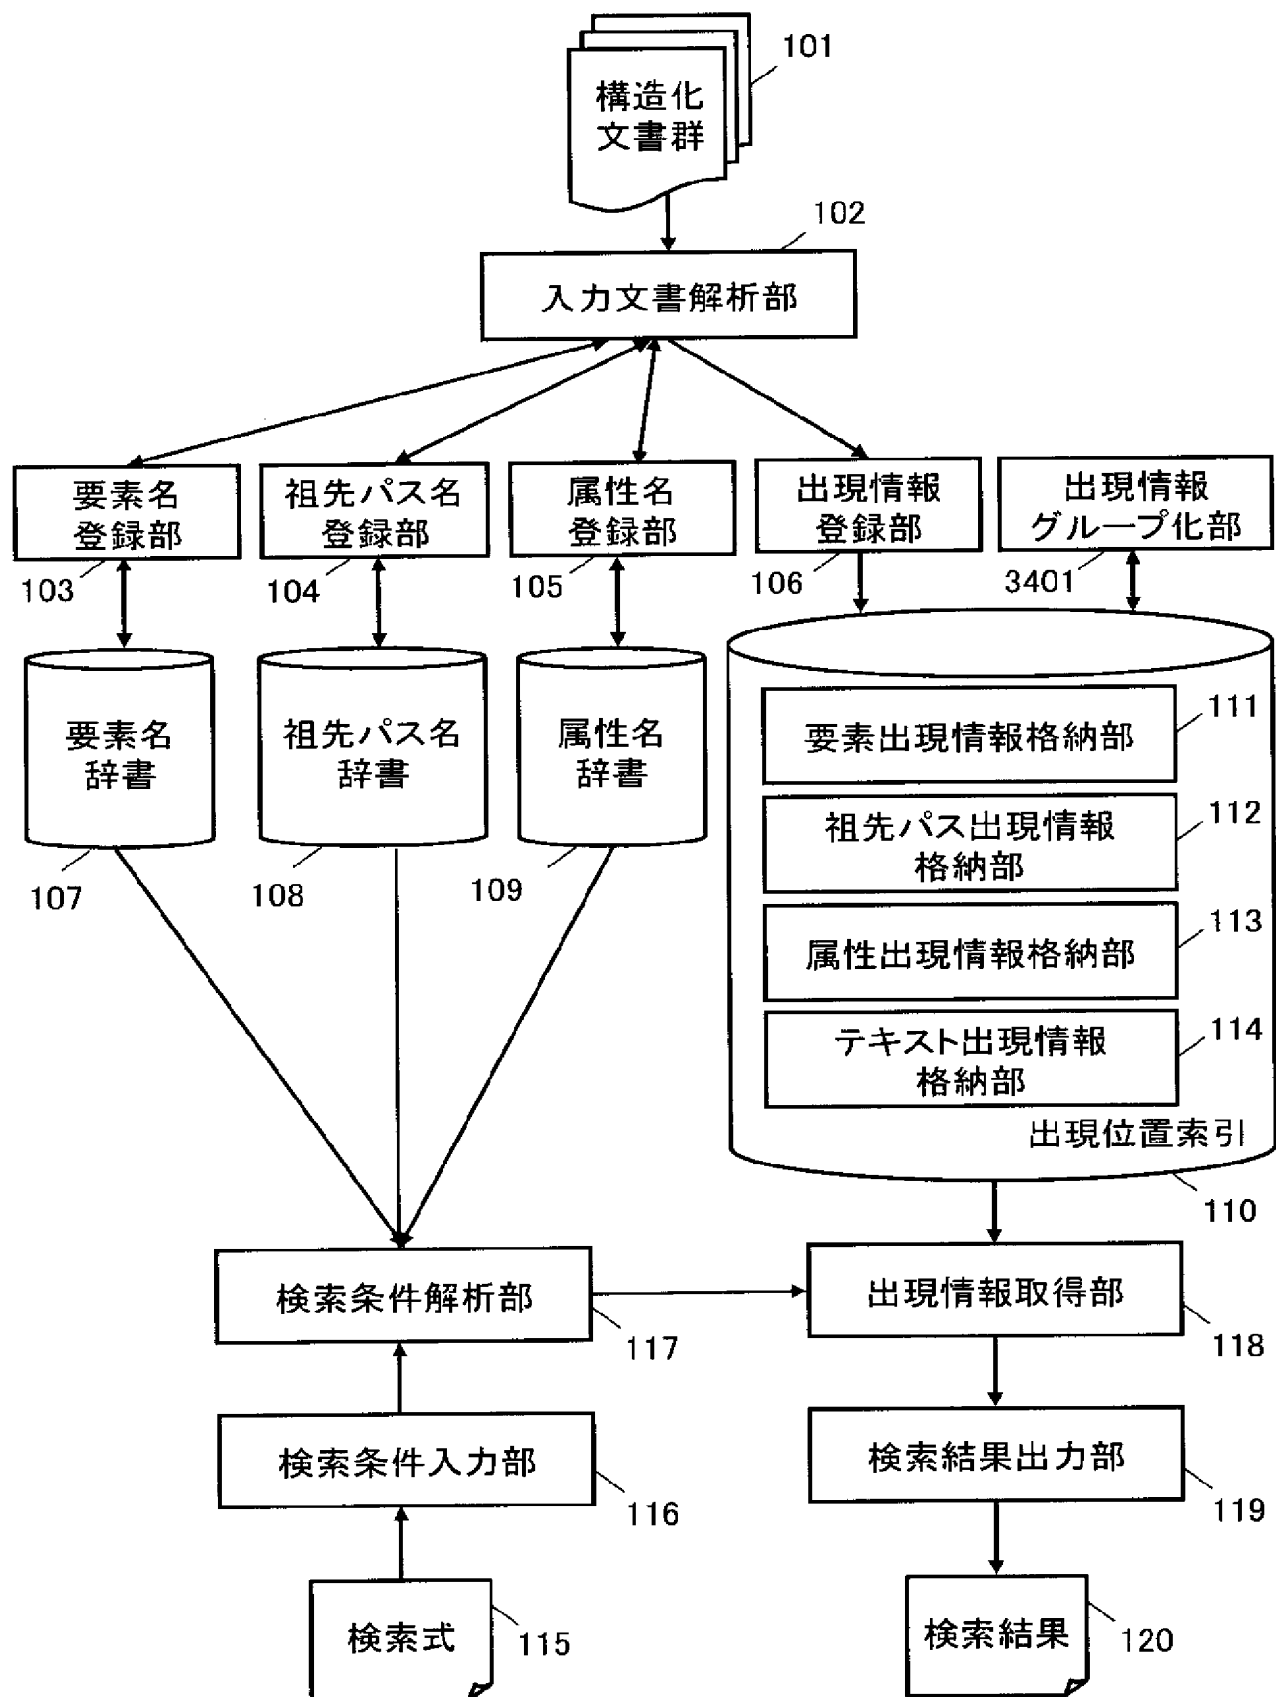 構造化
文書群
101
102
入力文書解析部
要素名
登録部
103
祖先パス名
登録部
104
属性名
登録部
105
出現情報
登録部
106
出現情報
グループ化部
3401
要素名
辞書
107
祖先パス名
辞書
108
属性名
辞書
109
要素出現情報格納部
111
祖先パス出現情報
格納部
112
属性出現情報格納部
113
テキスト出現情報
格納部
114
出現位置索引
110
検索条件解析部
117
出現情報取得部
118
検索条件入力部
116
検索結果出力部
119
検索式
115
検索結果
120